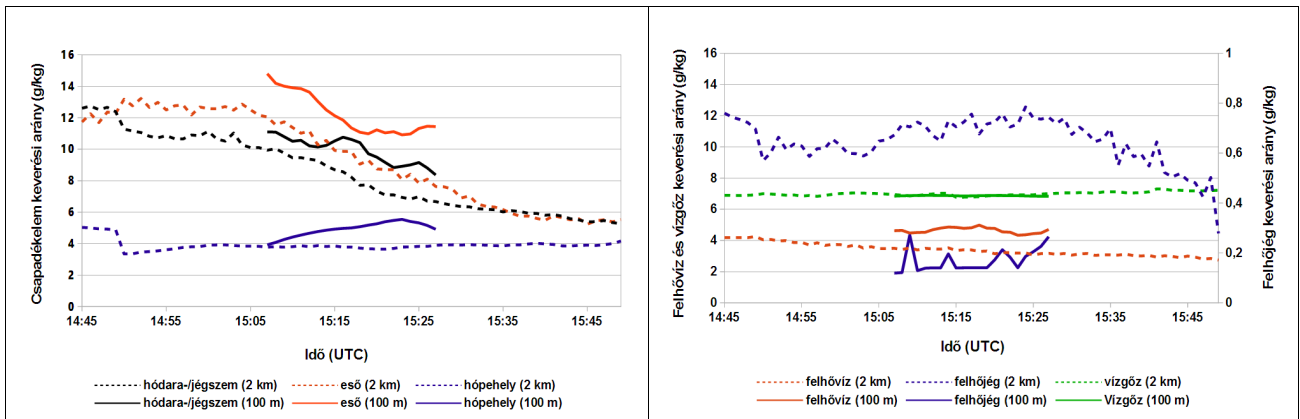 Csapadékelem keverési arány (g/kg)
16
14
12
10
8
6
4
2
0
14:45 14:55 15:05 15:15 15:25 15:35 15:45
Idő (UTC)
hódara-/jégszem (2 km) eső (2 km) hópehely (2 km)
hódara-/jégszem (100 m) eső (100 m) hópehely (100 m)
Felhővíz és vízgőz keverési arány (g/kg)
16
14
12
10
8
6
4
2
0
1
0,8
0,6
0,4
0,2
0
Felhőjég keverési arány (g/kg)
14:45 14:55 15:05 15:15 15:25 15:35 15:45
Idő (UTC)
felhővíz (2 km) felhőjég (2 km) vízgőz (2 km)
felhővíz (100 m) felhőjég (100 m) Vízgőz (100 m)